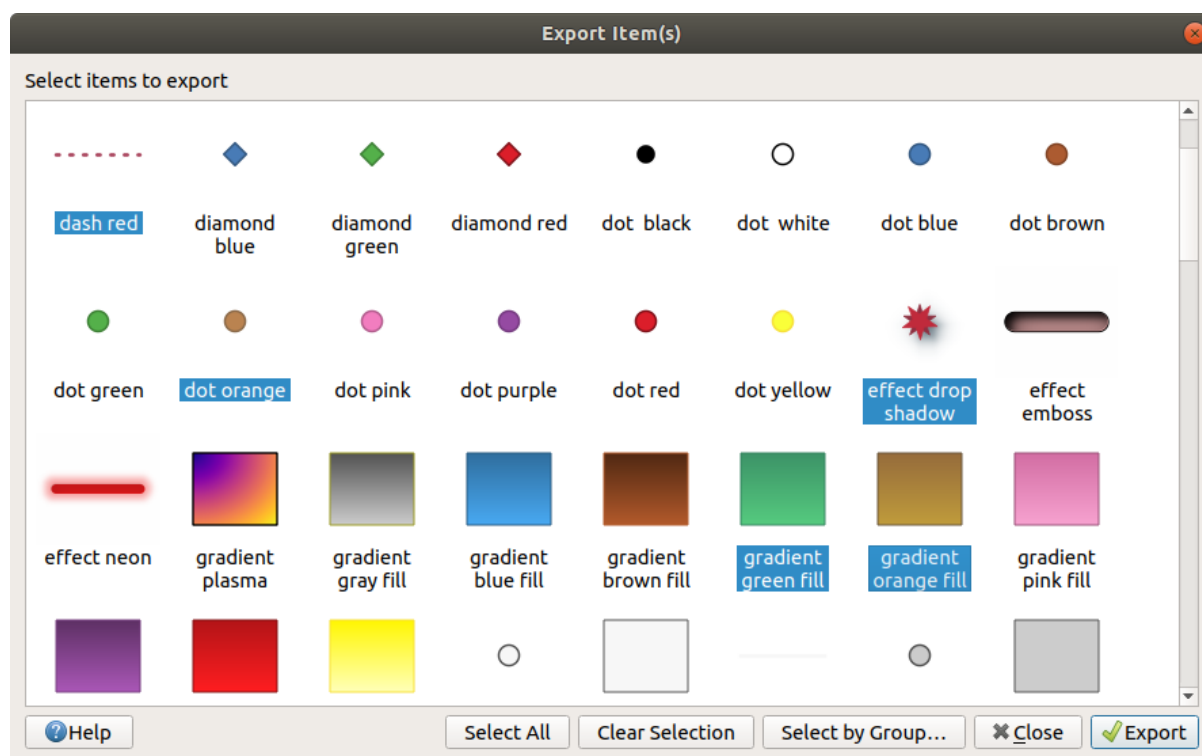 Export Item(s)
Select items to export
dash red
diamond
blue
diamond
green
diamond red
dot  black
dot  white
dot blue
dot brown
dot green
dot orange
dot pink
dot purple
dot red
dot yellow
effect drop
shadow
effect
emboss
effect neon
gradient
plasma
gradient
gray fill
gradient
blue fill
gradient
brown fill
gradient
green fill
gradient
orange fill
gradient
pink fill
Help
Select All
Clear Selection
Select by Group...
Close
Export